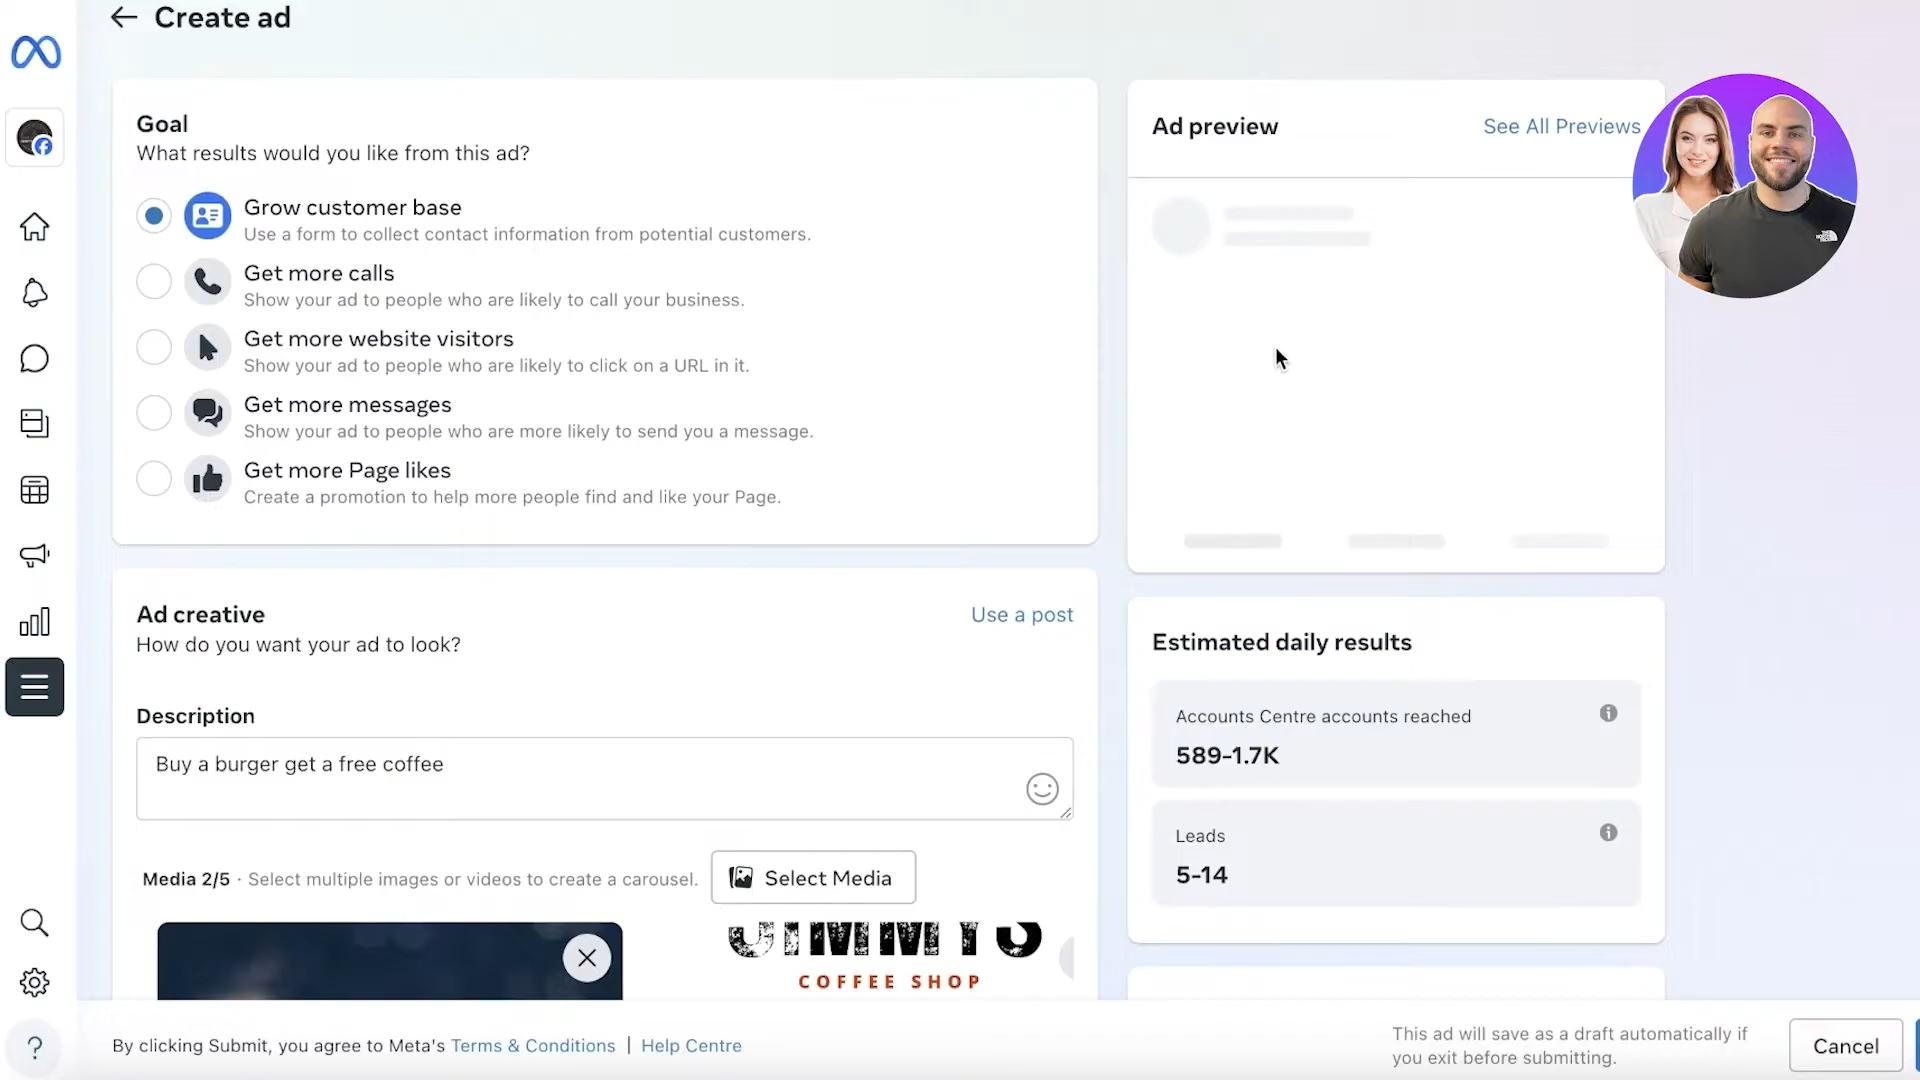 Create ad
Goal
What results would you like from this ad?
Grow customer base
Use a form to collect contact information from potential customers.
Get more calls
Show your ad to people who are likely to call your business.
Get more website visitors
Show your ad to people who are likely to click on a URL in it.
Get more messages
Show your ad to people who are more likely to send you a message.
Get more Page likes
Create a promotion to help more people find and like your Page.
Ad creative
Use a post
How do you want your ad to look?
Description
Buy a burger get a free coffee
Media 2/5 · Select multiple images or videos to create a carousel.
Select Media
JIMMYS
COFFEE SHOP
Ad preview
See All Previews
Estimated daily results
Accounts Centre accounts reached
589-1.7K
Leads
5-14
By clicking Submit, you agree to Meta's Terms & Conditions | Help Centre
This ad will save as a draft automatically if
you exit before submitting.
Cancel